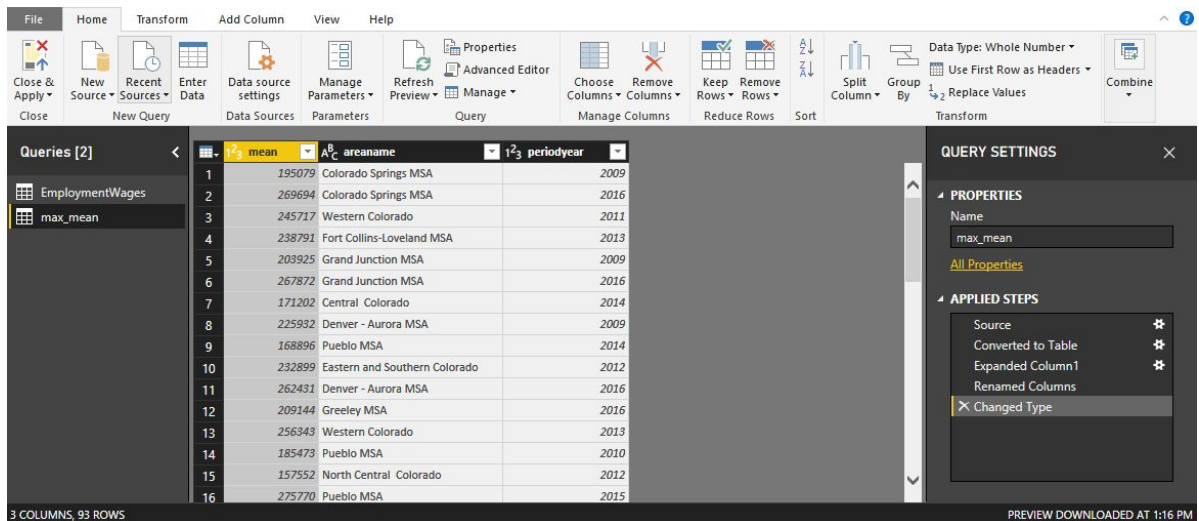 File Home Transform Add Column View Help
Close & Apply
New Source
Recent Sources
Enter Data
Data source settings
Manage Parameters
Refresh Preview
Properties
Advanced Editor
Manage
Choose Columns
Remove Columns
Keep Rows
Remove Rows
Split Column
Group By
Data Type: Whole Number
Use First Row as Headers
Replace Values
Combine
Close New Query Data Sources Parameters Query Manage Columns Reduce Rows Sort Transform
Queries [2]
EmploymentWages
max_mean
mean areaname periodyear
1 195079 Colorado Springs MSA 2009
2 269694 Colorado Springs MSA 2016
3 245717 Western Colorado 2011
4 238791 Fort Collins-Loveland MSA 2013
5 203925 Grand Junction MSA 2009
6 267872 Grand Junction MSA 2016
7 171202 Central Colorado 2014
8 225932 Denver - Aurora MSA 2009
9 168896 Pueblo MSA 2014
10 232899 Eastern and Southern Colorado 2012
11 262431 Denver - Aurora MSA 2016
12 209144 Greeley MSA 2016
13 256343 Western Colorado 2013
14 185473 Pueblo MSA 2010
15 157552 North Central Colorado 2012
16 275770 Pueblo MSA 2015
QUERY SETTINGS
PROPERTIES
Name
max_mean
All Properties
APPLIED STEPS
Source
Converted to Table
Expanded Column1
Renamed Columns
Changed Type
3 COLUMNS, 93 ROWS
PREVIEW DOWNLOADED AT 1:16 PM